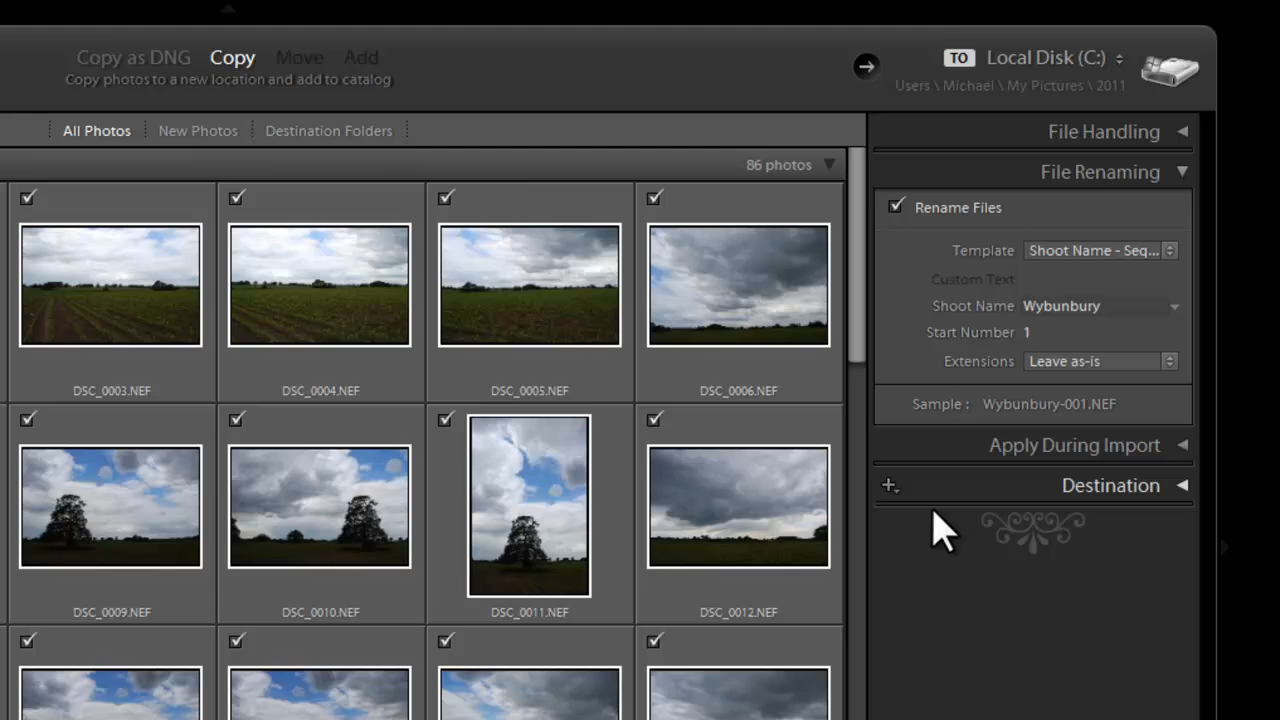 Copy as DNG Copy Move Add
Copy photos to a new location and add to catalog
TO Local Disk (C:)
Users \ Michael \ My Pictures \ 2011
All Photos New Photos Destination Folders
86 photos
DSC_0003.NEF DSC_0004.NEF DSC_0005.NEF DSC_0006.NEF
DSC_0009.NEF DSC_0010.NEF DSC_0011.NEF DSC_0012.NEF
File Handling
File Renaming
Rename Files
Template Shoot Name - Seq...
Custom Text
Shoot Name Wybunbury
Start Number 1
Extensions Leave as-is
Sample : Wybunbury-001.NEF
Apply During Import
Destination